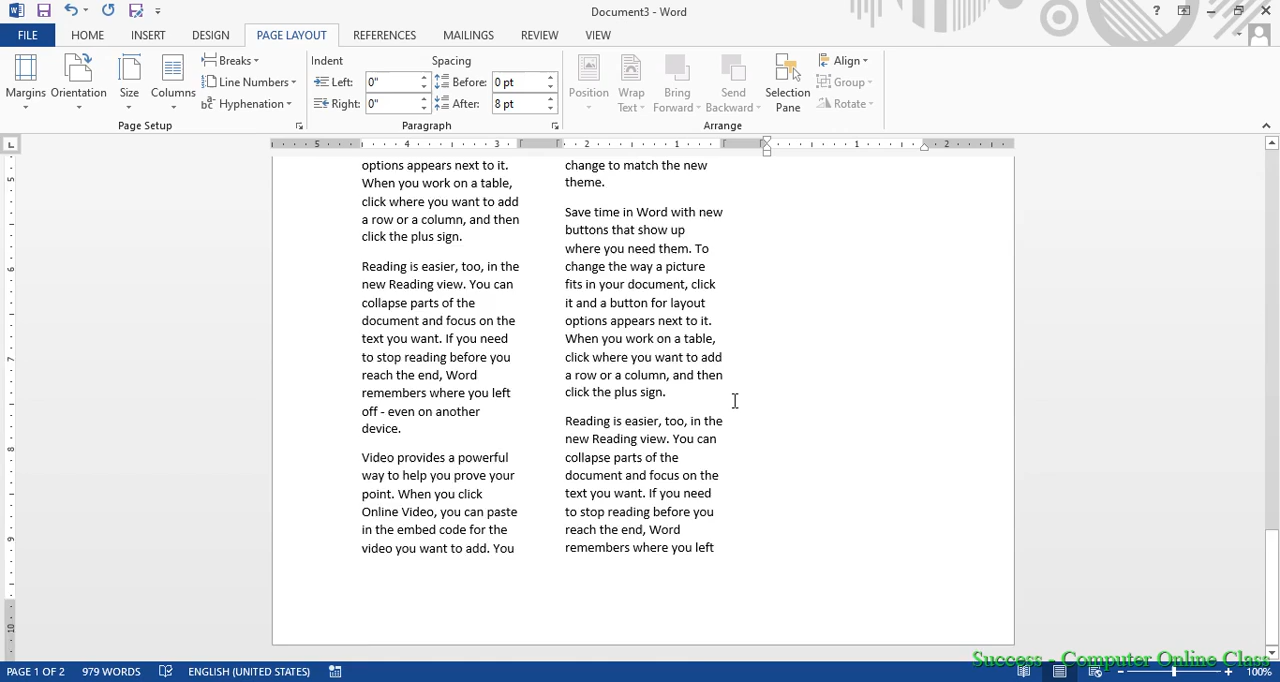 Document3 - Word
?
FILE
HOME
INSERT
DESIGN
PAGE LAYOUT
REFERENCES
MAILINGS
REVIEW
VIEW
Margins
Orientation
Size
Columns
Breaks
Line Numbers
Hyphenation
Page Setup
Indent
Left: 0"
Right: 0"
Spacing
Before: 0 pt
After: 8 pt
Paragraph
Position
Wrap
Text
Bring
Forward
Send
Backward
Selection
Pane
Align
Group
Rotate
Arrange
L
5 4 3 2 1 1 2
5
6
7
8
9
10
options appears next to it.
When you work on a table,
click where you want to add
a row or a column, and then
click the plus sign.
Reading is easier, too, in the
new Reading view. You can
collapse parts of the
document and focus on the
text you want. If you need
to stop reading before you
reach the end, Word
remembers where you left
off - even on another
device.
Video provides a powerful
way to help you prove your
point. When you click
Online Video, you can paste
in the embed code for the
video you want to add. You
change to match the new
theme.
Save time in Word with new
buttons that show up
where you need them. To
change the way a picture
fits in your document, click
it and a button for layout
options appears next to it.
When you work on a table,
click where you want to add
a row or a column, and then
click the plus sign.
Reading is easier, too, in the
new Reading view. You can
collapse parts of the
document and focus on the
text you want. If you need
to stop reading before you
reach the end, Word
remembers where you left
PAGE 1 OF 2
979 WORDS
ENGLISH (UNITED STATES)
100%
Success - Computer Online Class